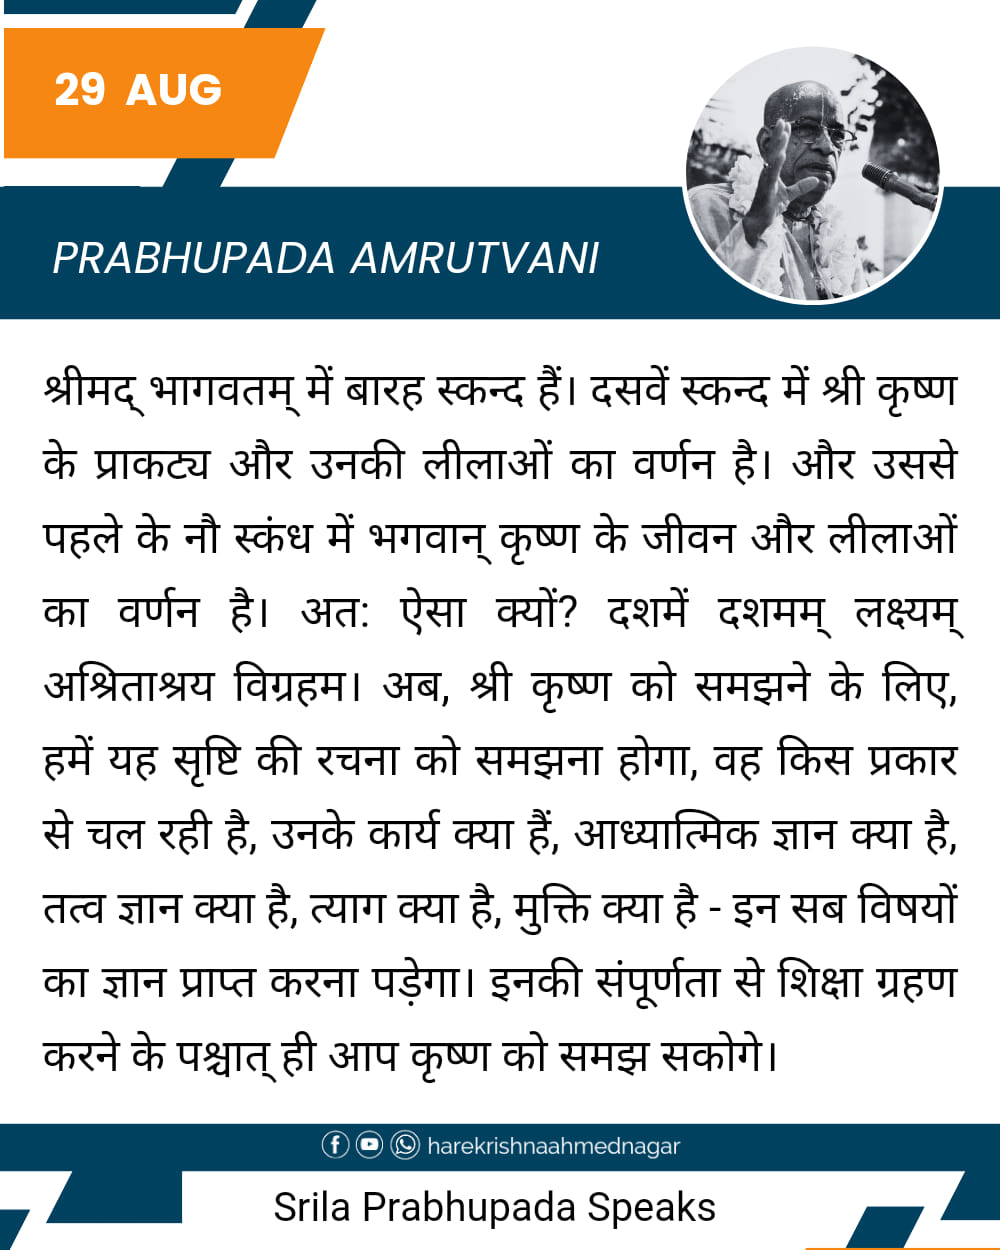 29 AUG
PRABHUPADA AMRUTVANI
श्रीमद् भागवतम् में बारह स्कन्द हैं। दसवें स्कन्द में श्री कृष्ण
के प्राकट्य और उनकी लीलाओं का वर्णन है। और उससे
पहले के नौ स्कंध में भगवान् कृष्ण के जीवन और लीलाओं
का वर्णन है। अत: ऐसा क्यों? दशमें दशमम् लक्ष्यम्
अश्रिताश्रय विग्रहम। अब, श्री कृष्ण को समझने के लिए,
हमें यह सृष्टि की रचना को समझना होगा, वह किस प्रकार
से चल रही है, उनके कार्य क्या हैं, आध्यात्मिक ज्ञान क्या है,
तत्व ज्ञान क्या है, त्याग क्या है, मुक्ति क्या है - इन सब विषयों
का ज्ञान प्राप्त करना पड़ेगा। इनकी संपूर्णता से शिक्षा ग्रहण
करने के पश्चात् ही आप कृष्ण को समझ सकोगे।
harekrishnaahmednagar
Srila Prabhupada Speaks